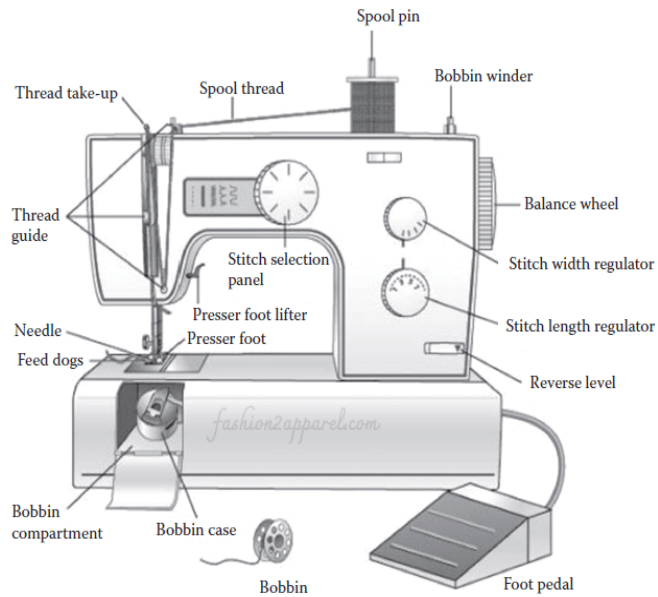 Spool pin
Bobbin winder
Spool thread
Thread take-up
Thread
guide
Balance wheel
Stitch selection
panel
Stitch width regulator
Presser foot lifter
Stitch length regulator
Needle
Presser foot
Feed dogs
Reverse level
fashion2apparel.com
Bobbin
compartment
Bobbin case
Bobbin
Foot pedal